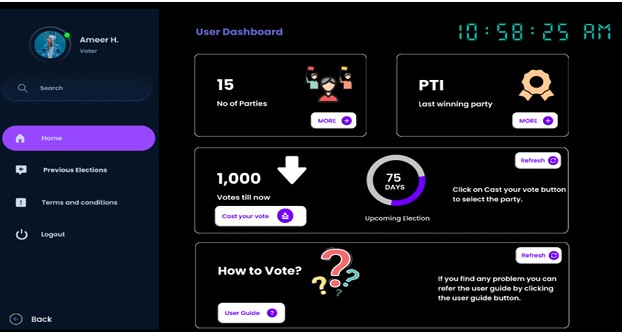 Ameer H.
Voter
Search
Home
Previous Elections
Terms and conditions
Logout
Back
User Dashboard
10:58:25 AM
15
No of Parties
MORE
PTI
Last winning party
MORE
1,000
Votes till now
Cast your vote
75
DAYS
Upcoming Election
Refresh
Click on Cast your vote button
to select the party.
How to Vote?
User Guide
Refresh
If you find any problem you can
refer the user guide by clicking
the user guide button.